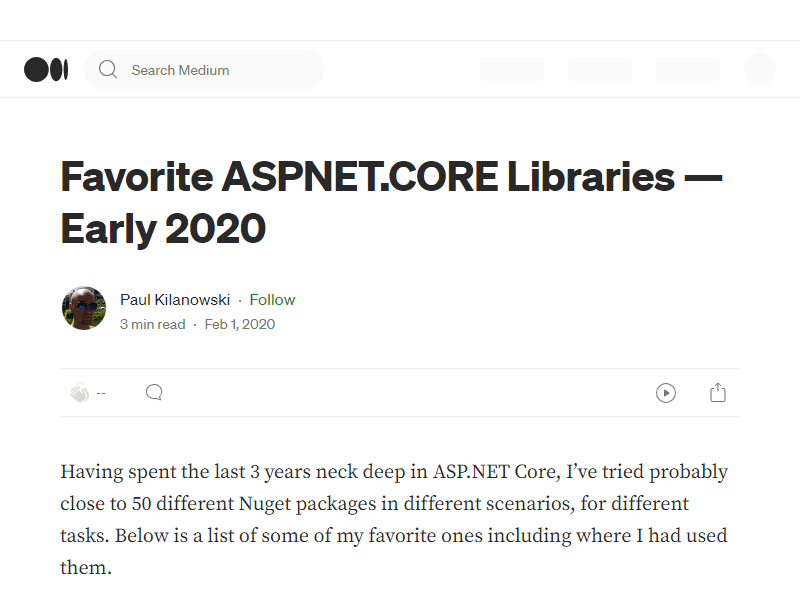 Search Medium
Favorite ASPNET.CORE Libraries —
Early 2020
Paul Kilanowski · Follow
3 min read · Feb 1, 2020
--
Having spent the last 3 years neck deep in ASP.NET Core, I’ve tried probably
close to 50 different Nuget packages in different scenarios, for different
tasks. Below is a list of some of my favorite ones including where I had used
them.